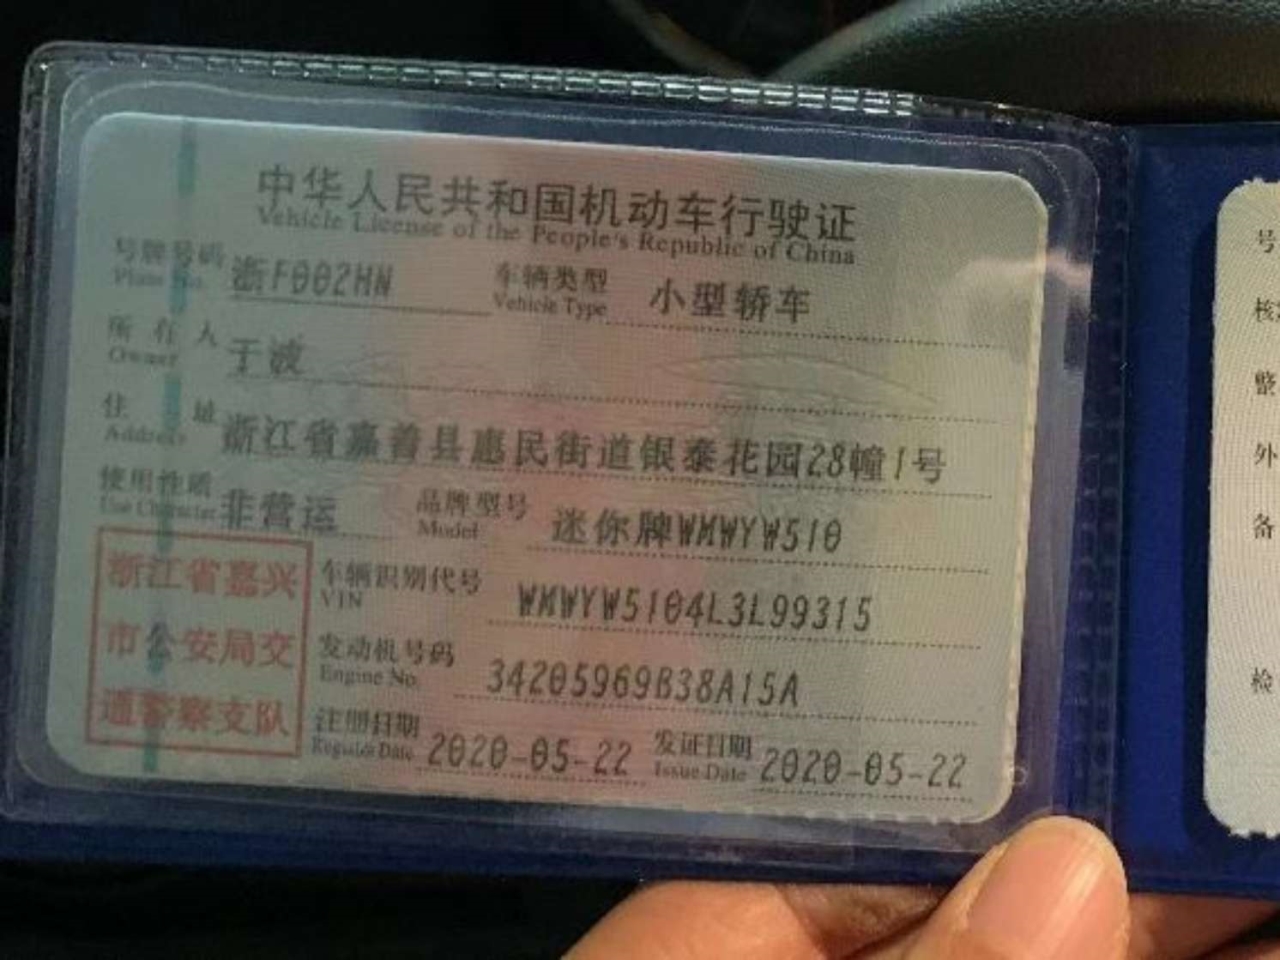 中华人民共和国机动车行驶证
Vehicle License of the People's Republic of China
号牌号码 浙F002HN 车辆类型 小型轿车
Plate No. Vehicle Type
所有人 于波
Owner
住址 浙江省嘉善县惠民街道银泰花园28幢1号
Address
使用性质 非营运 品牌型号 迷你牌WMWYW510
Use Character Model
浙江省嘉兴
市公安局交
通警察支队
车辆识别代号 WMWYW5104L3L99315
VIN
发动机号码 34205969B38A15A
Engine No.
注册日期 2020-05-22 发证日期 2020-05-22
Register Date Issue Date
号
核
整
外
备
检